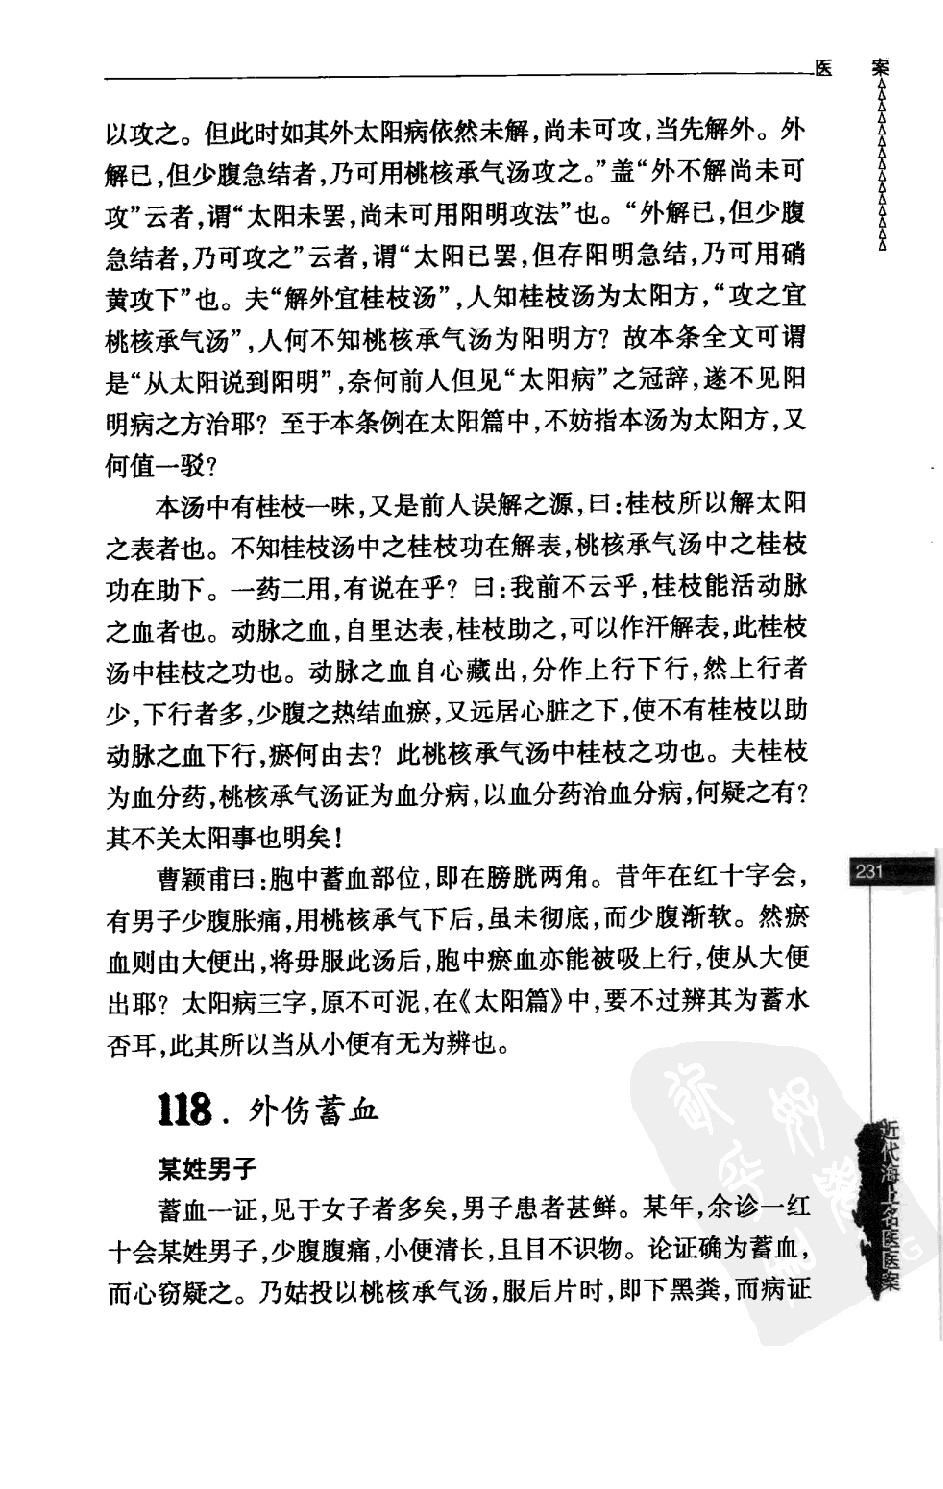 医 案
以攻之。但此时如其外太阳病依然未解,尚未可攻,当先解外。外
解已,但少腹急结者,乃可用桃核承气汤攻之。”盖“外不解尚未可
攻”云者,谓“太阳未罢,尚未可用阳明攻法”也。“外解已,但少腹
急结者,乃可攻之”云者,谓“太阳已罢,但存阳明急结,乃可用硝
黄攻下”也。夫“解外宜桂枝汤”,人知桂枝汤为太阳方,“攻之宜
桃核承气汤”,人何不知桃核承气汤为阳明方?故本条全文可谓
是“从太阳说到阳明”,奈何前人但见“太阳病”之冠辞,遂不见阳
明病之方治耶?至于本条例在太阳篇中,不妨指本汤为太阳方,又
何值一驳?
本汤中有桂枝一味,又是前人误解之源,曰:桂枝所以解太阳
之表者也。不知桂枝汤中之桂枝功在解表,桃核承气汤中之桂枝
功在助下。一药二用,有说在乎?曰:我前不云乎,桂枝能活动脉
之血者也。动脉之血,自里达表,桂枝助之,可以作汗解表,此桂枝
汤中桂枝之功也。动脉之血自心藏出,分作上行下行,然上行者
少,下行者多,少腹之热结血瘀,又远居心脏之下,使不有桂枝以助
动脉之血下行,瘀何由去?此桃核承气汤中桂枝之功也。夫桂枝
为血分药,桃核承气汤证为血分病,以血分药治血分病,何疑之有?
其不关太阳事也明矣!
曹颖甫曰:胞中蓄血部位,即在膀胱两角。昔年在红十字会,
有男子少腹胀痛,用桃核承气下后,虽未彻底,而少腹渐软。然瘀
血则由大便出,将毋服此汤后,胞中瘀血亦能被吸上行,使从大便
出耶?太阳病三字,原不可泥,在《太阳篇》中,要不过辨其为蓄水
否耳,此其所以当从小便有无为辨也。
118．外伤蓄血
某姓男子
蓄血一证,见于女子者多矣,男子患者甚鲜。某年,余诊一红
十会某姓男子,少腹腹痛,小便清长,且目不识物。论证确为蓄血,
而心窃疑之。乃姑投以桃核承气汤,服后片时,即下黑粪,而病证
231
近代海上名医医案